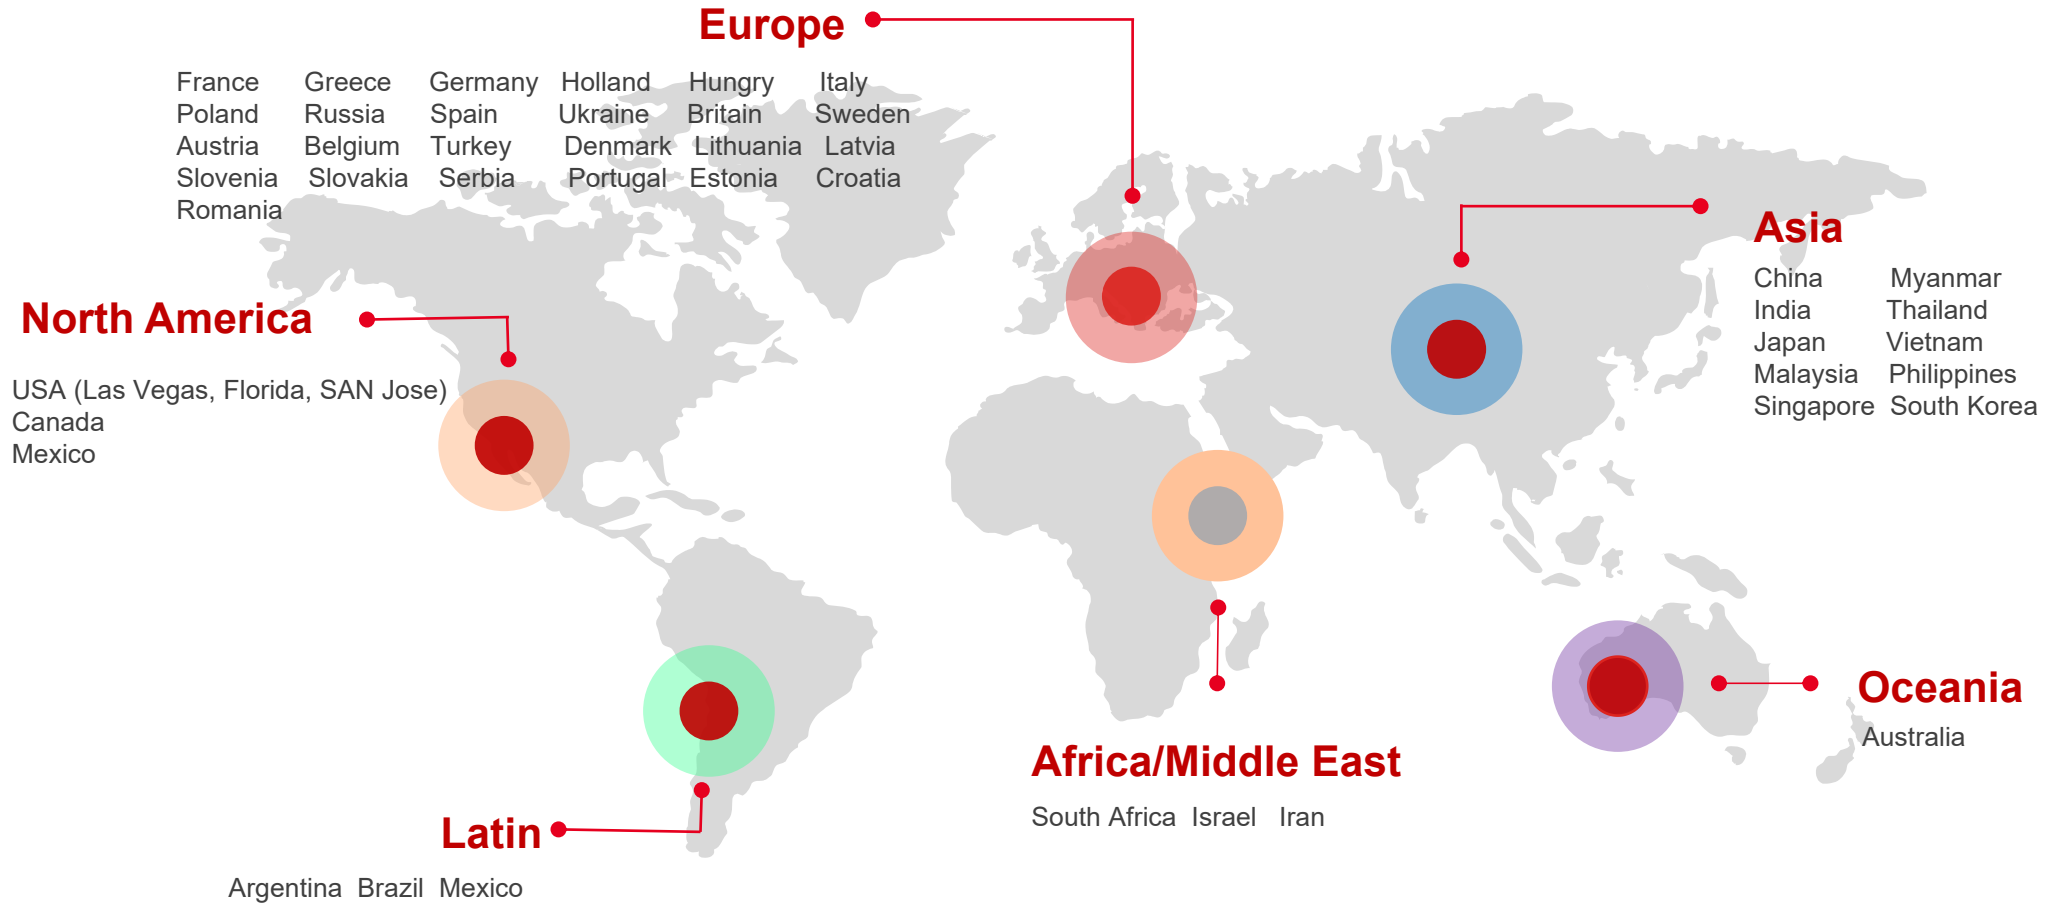 Europe
France Greece Germany Holland Hungry Italy
Poland Russia Spain Ukraine Britain Sweden
Austria Belgium Turkey Denmark Lithuania Latvia
Slovenia Slovakia Serbia Portugal Estonia Croatia
Romania
Asia
China Myanmar
India Thailand
Japan Vietnam
Malaysia Philippines
Singapore South Korea
North America
USA (Las Vegas, Florida, SAN Jose)
Canada
Mexico
Oceania
Australia
Africa/Middle East
South Africa Israel Iran
Latin
Argentina Brazil Mexico